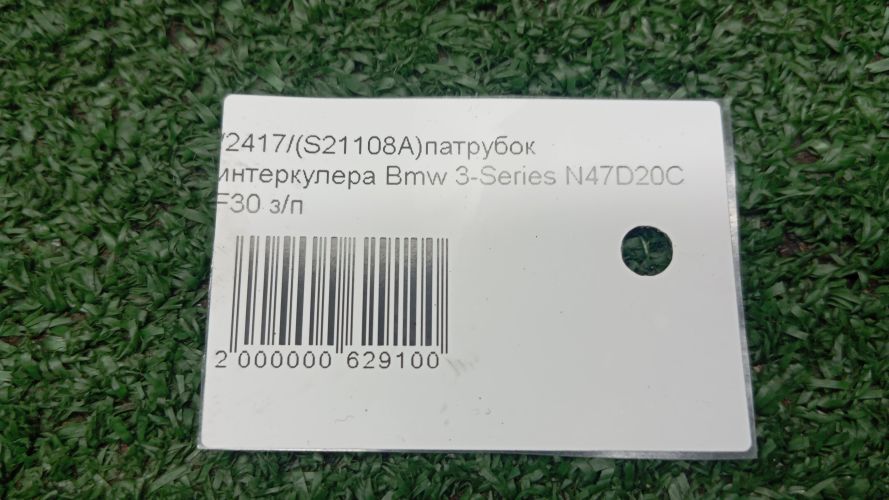 /2417/(S21108A)патрубок
интеркулера Bmw 3-Series N47D20C
F30 з/п
2 000000 629100